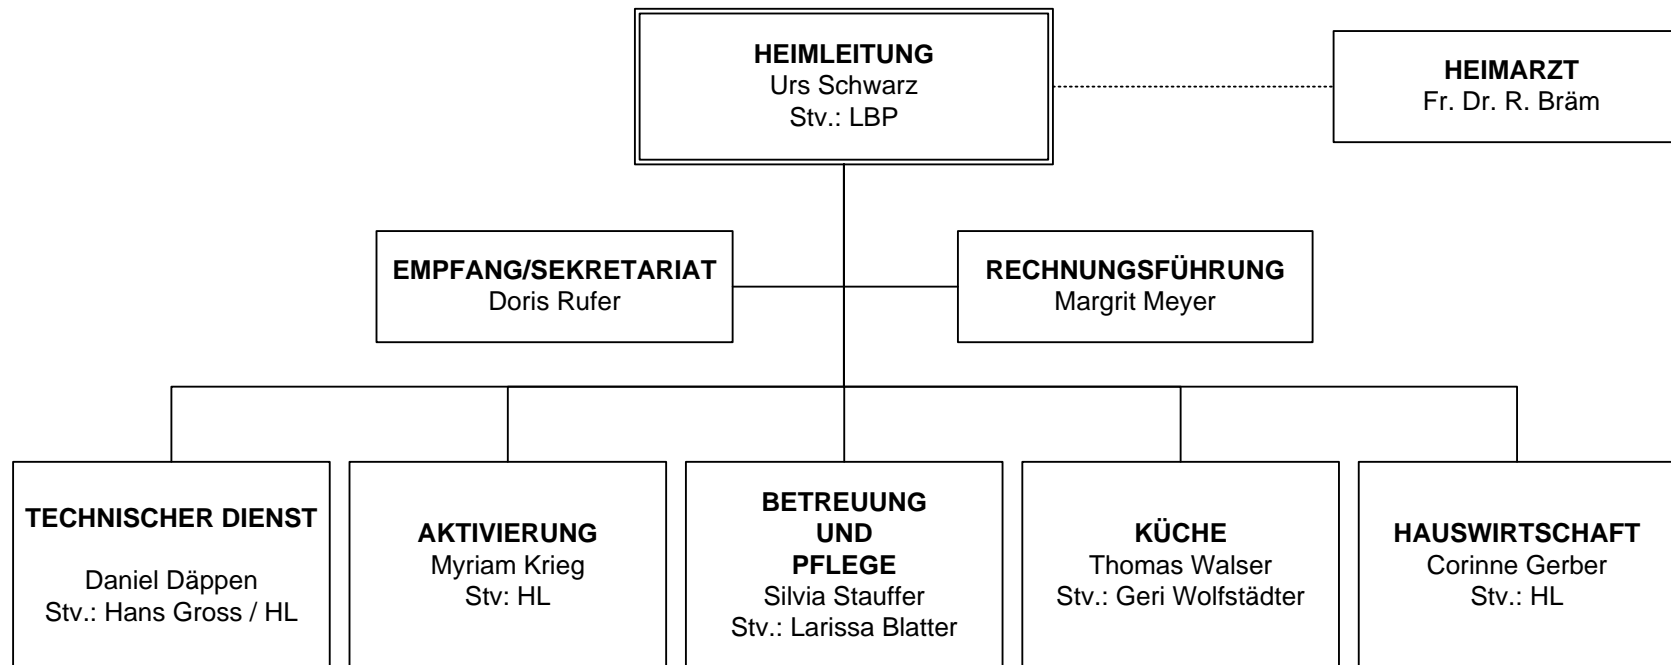 HEIMLEITUNG
Urs Schwarz
Stv.: LBP
HEIMARZT
Fr. Dr. R. Bräm
EMPFANG/SEKRETARIAT
Doris Rufer
RECHNUNGSFÜHRUNG
Margrit Meyer
TECHNISCHER DIENST
Daniel Däppen
Stv.: Hans Gross / HL
AKTIVIERUNG
Myriam Krieg
Stv: HL
BETREUUNG
UND
PFLEGE
Silvia Stauffer
Stv.: Larissa Blatter
KÜCHE
Thomas Walser
Stv.: Geri Wolfstädter
HAUSWIRTSCHAFT
Corinne Gerber
Stv.: HL